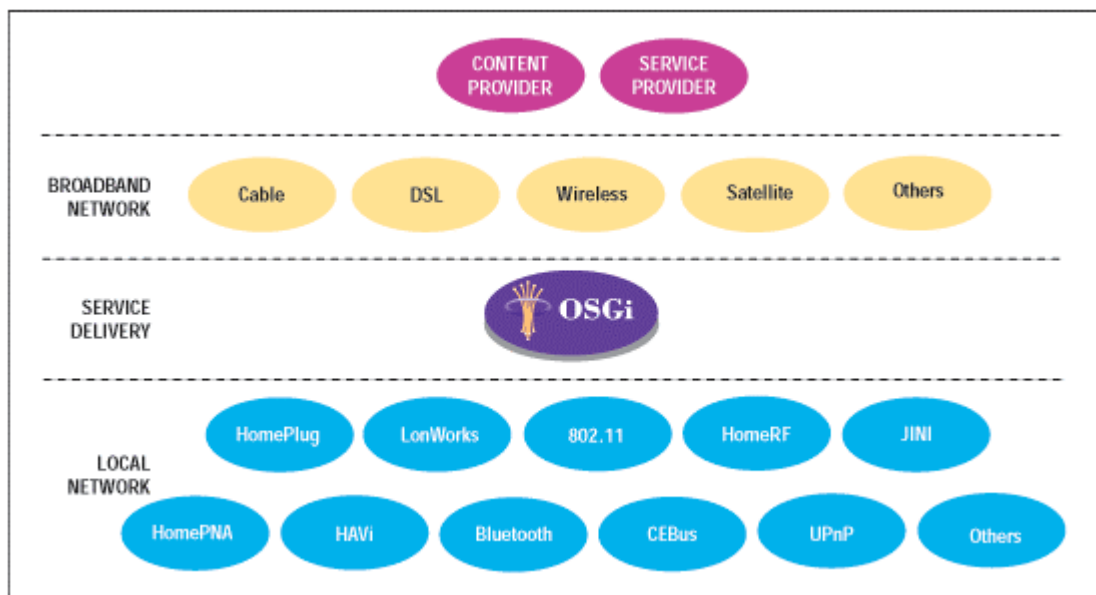 CONTENT
PROVIDER
SERVICE
PROVIDER
BROADBAND
NETWORK
Cable
DSL
Wireless
Satellite
Others
SERVICE
DELIVERY
OSGi
LOCAL
NETWORK
HomePlug
LonWorks
802.11
HomeRF
JINI
HomePNA
HAVi
Bluetooth
CEBus
UPnP
Others